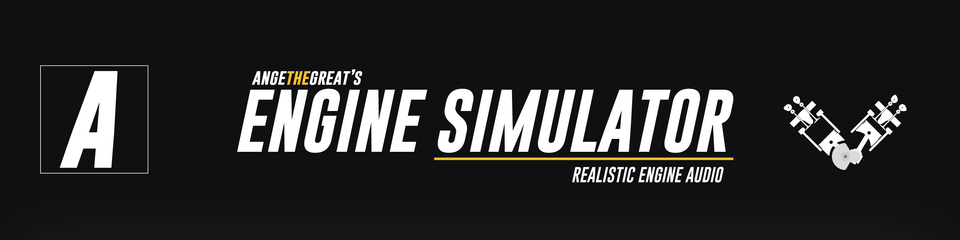 A
ANGETHEGREAT'S
ENGINE SIMULATOR
REALISTIC ENGINE AUDIO